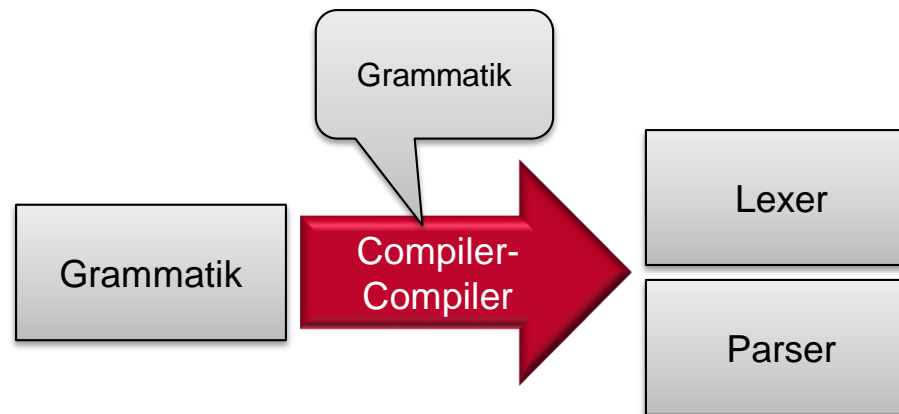 Grammatik
Grammatik
Compiler-
Compiler
Lexer
Parser